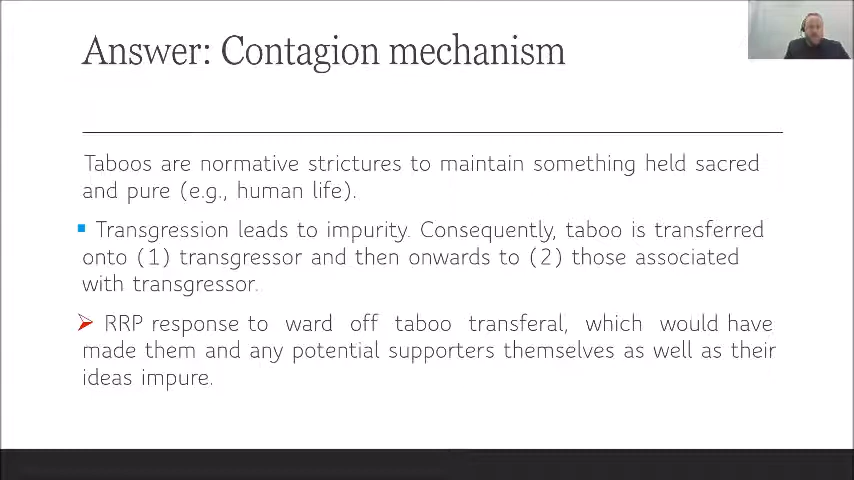 Answer: Contagion mechanism
Taboos are normative strictures to maintain something held sacred
and pure (e.g., human life).
Transgression leads to impurity. Consequently, taboo is transferred
onto (1) transgressor and then onwards to (2) those associated
with transgressor.
RRP response to ward off taboo transferal, which would have
made them and any potential supporters themselves as well as their
ideas impure.